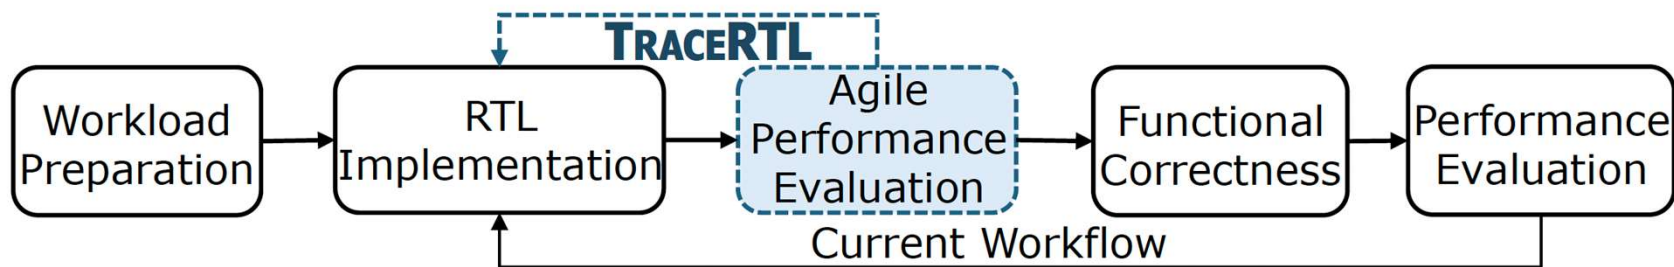 TRACERTL
Workload
Preparation
RTL
Implementation
Agile
Performance
Evaluation
Functional
Correctness
Performance
Evaluation
Current Workflow